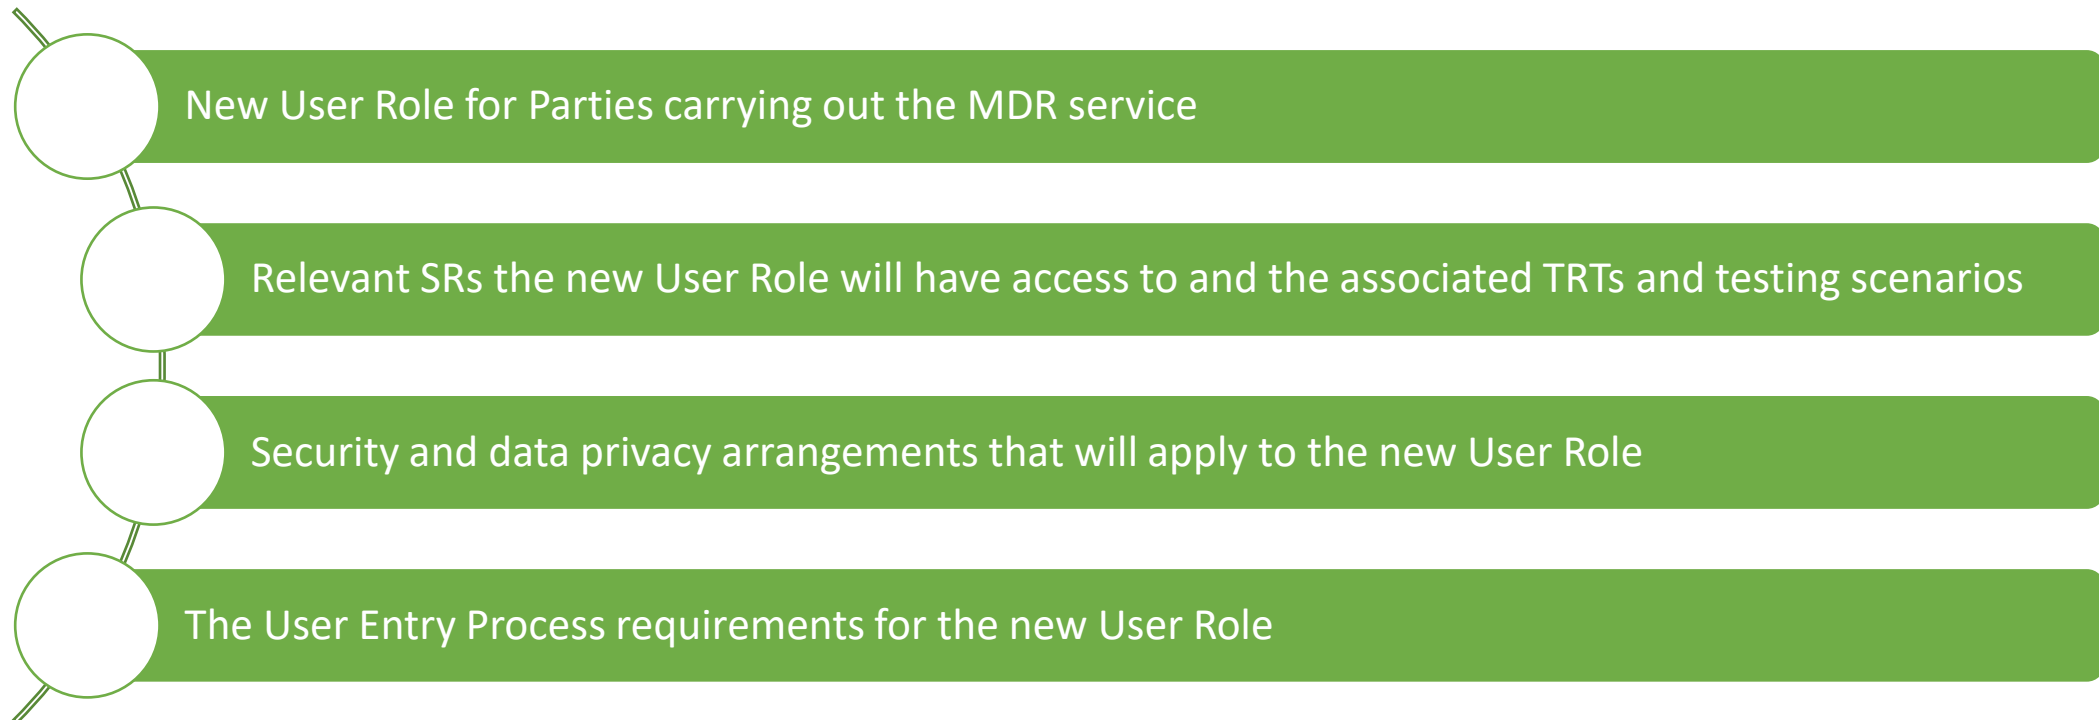 New User Role for Parties carrying out the MDR service
Relevant SRs the new User Role will have access to and the associated TRTs and testing scenarios
Security and data privacy arrangements that will apply to the new User Role
The User Entry Process requirements for the new User Role